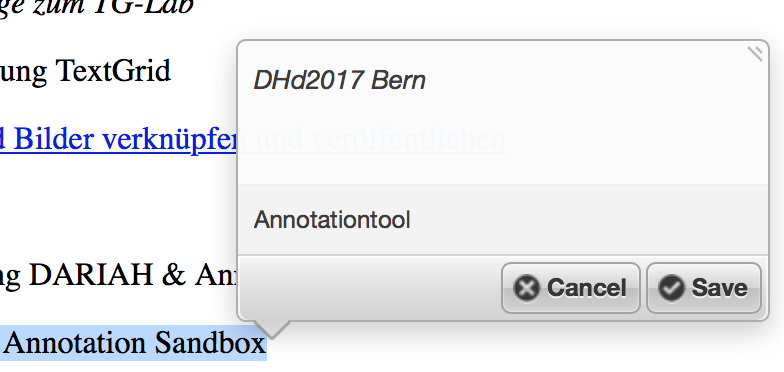 ge zum TG-Lab
DHd2017 Bern
ung TextGrid
d Bilder verknüpfen und veröffentlichen
Annotationtool
ng DARIAH & An
Cancel Save
Annotation Sandbox